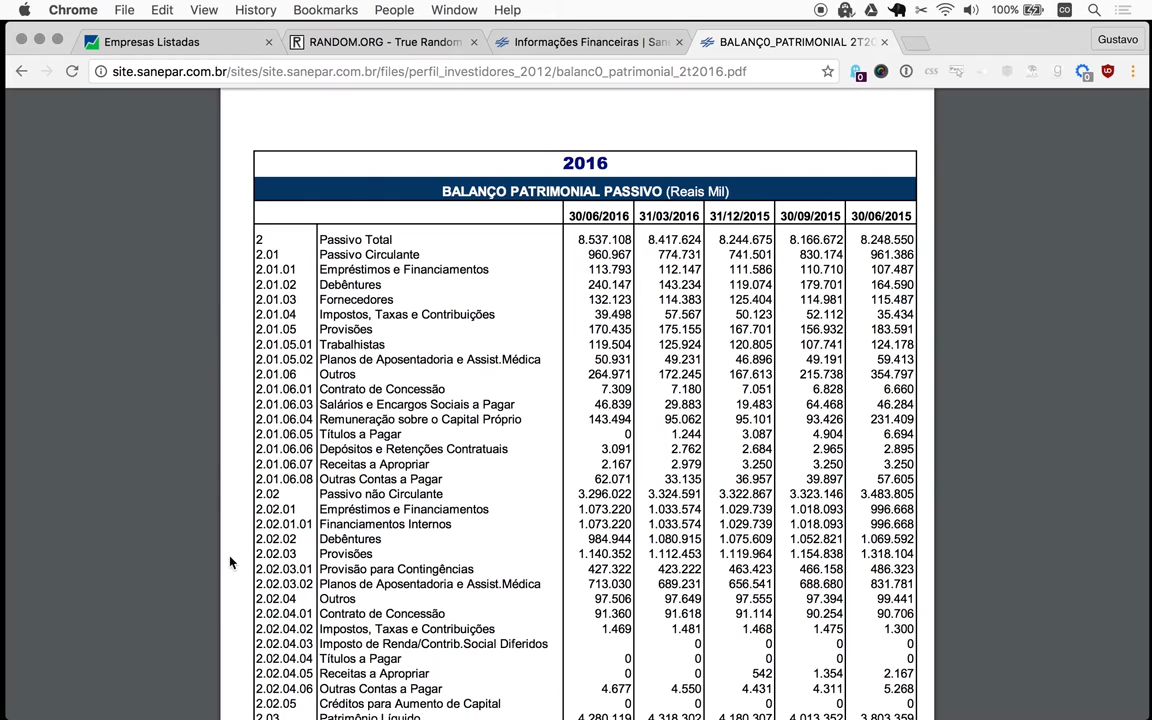 Chrome File Edit View History Bookmarks People Window Help 100% CO
Empresas Listadas RANDOM.ORG - True Random Informações Financeiras | San BALANÇ0_PATRIMONIAL 2T20 Gustavo
site.sanepar.com.br/sites/site.sanepar.com.br/files/perfil_investidores_2012/balanc0_patrimonial_2t2016.pdf 0 CSS g 0
2016
BALANÇO PATRIMONIAL PASSIVO (Reais Mil)
30/06/2016 31/03/2016 31/12/2015 30/09/2015 30/06/2015
2 Passivo Total 8.537.108 8.417.624 8.244.675 8.166.672 8.248.550
2.01 Passivo Circulante 960.967 774.731 741.501 830.174 961.386
2.01.01 Empréstimos e Financiamentos 113.793 112.147 111.586 110.710 107.487
2.01.02 Debêntures 240.147 143.234 119.074 179.701 164.590
2.01.03 Fornecedores 132.123 114.383 125.404 114.981 115.487
2.01.04 Impostos, Taxas e Contribuições 39.498 57.567 50.123 52.112 35.434
2.01.05 Provisões 170.435 175.155 167.701 156.932 183.591
2.01.05.01 Trabalhistas 119.504 125.924 120.805 107.741 124.178
2.01.05.02 Planos de Aposentadoria e Assist.Médica 50.931 49.231 46.896 49.191 59.413
2.01.06 Outros 264.971 172.245 167.613 215.738 354.797
2.01.06.01 Contrato de Concessão 7.309 7.180 7.051 6.828 6.660
2.01.06.03 Salários e Encargos Sociais a Pagar 46.839 29.883 19.483 64.468 46.284
2.01.06.04 Remuneração sobre o Capital Próprio 143.494 95.062 95.101 93.426 231.409
2.01.06.05 Títulos a Pagar 0 1.244 3.087 4.904 6.694
2.01.06.06 Depósitos e Retenções Contratuais 3.091 2.762 2.684 2.965 2.895
2.01.06.07 Receitas a Apropriar 2.167 2.979 3.250 3.250 3.250
2.01.06.08 Outras Contas a Pagar 62.071 33.135 36.957 39.897 57.605
2.02 Passivo não Circulante 3.296.022 3.324.591 3.322.867 3.323.146 3.483.805
2.02.01 Empréstimos e Financiamentos 1.073.220 1.033.574 1.029.739 1.018.093 996.668
2.02.01.01 Financiamentos Internos 1.073.220 1.033.574 1.029.739 1.018.093 996.668
2.02.02 Debêntures 984.944 1.080.915 1.075.609 1.052.821 1.069.592
2.02.03 Provisões 1.140.352 1.112.453 1.119.964 1.154.838 1.318.104
2.02.03.01 Provisão para Contingências 427.322 423.222 463.423 466.158 486.323
2.02.03.02 Planos de Aposentadoria e Assist.Médica 713.030 689.231 656.541 688.680 831.781
2.02.04 Outros 97.506 97.649 97.555 97.394 99.441
2.02.04.01 Contrato de Concessão 91.360 91.618 91.114 90.254 90.706
2.02.04.02 Impostos, Taxas e Contribuições 1.469 1.481 1.468 1.475 1.300
2.02.04.03 Imposto de Renda/Contrib.Social Diferidos 0 0 0 0
2.02.04.04 Títulos a Pagar 0 0 0 0 0
2.02.04.05 Receitas a Apropriar 0 0 542 1.354 2.167
2.02.04.06 Outras Contas a Pagar 4.677 4.550 4.431 4.311 5.268
2.02.05 Créditos para Aumento de Capital 0 0 0 0
2.03 Patrimônio Líquido 4.280.119 4.318.302 4.180.307 4.013.352 3.803.359